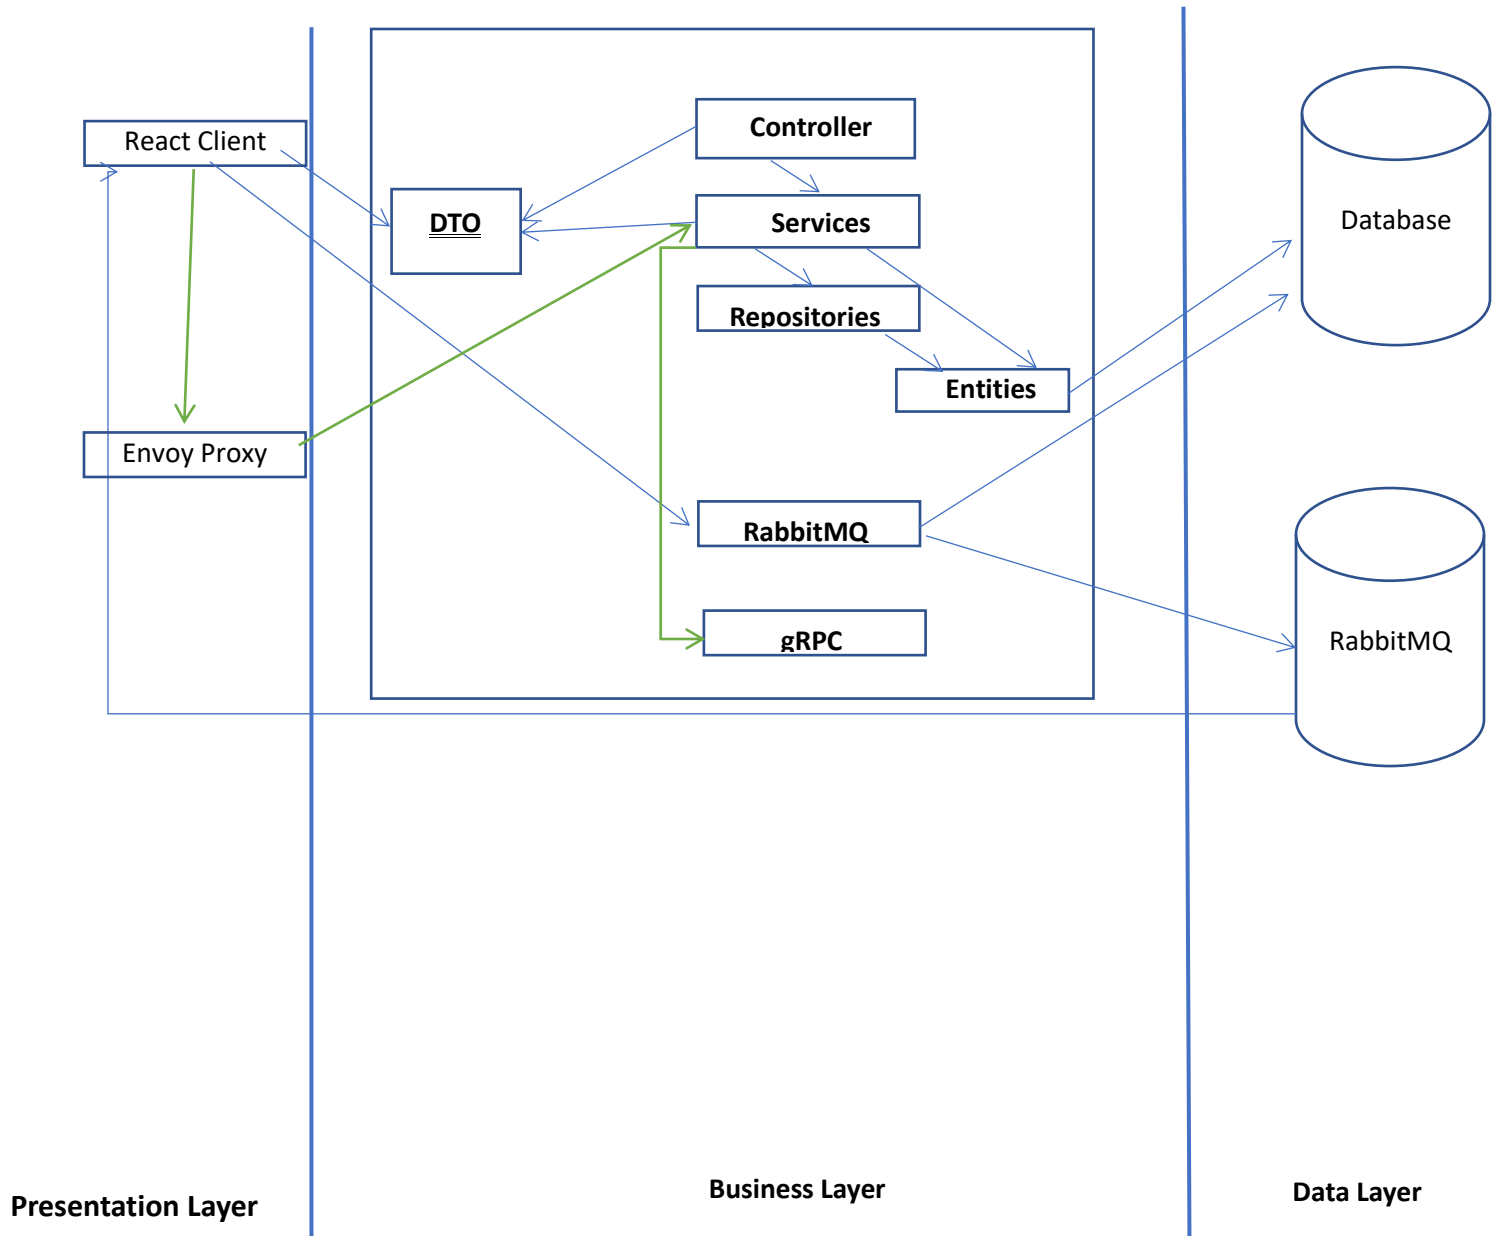 React Client
Controller
DTO
Services
Database
Repositories
Entities
Envoy Proxy
RabbitMQ
gRPC
RabbitMQ
Presentation Layer
Business Layer
Data Layer